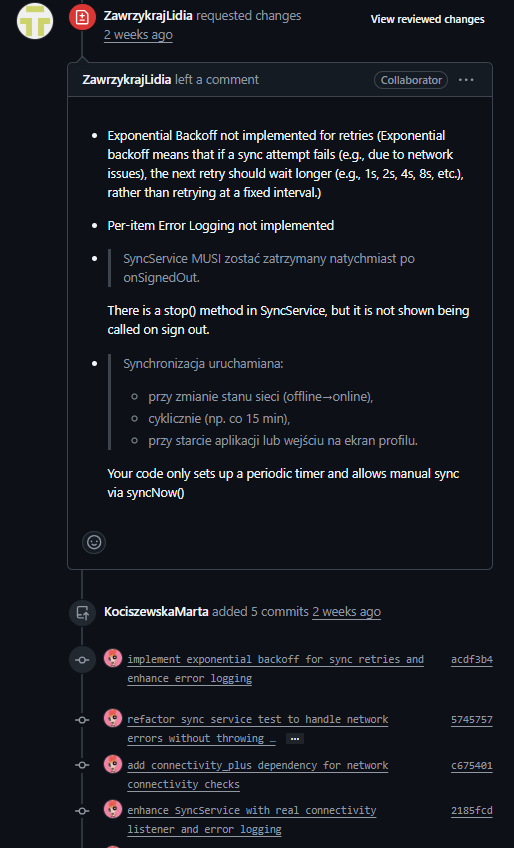 ZawrzykrajLidia requested changes
View reviewed changes
2 weeks ago
ZawrzykrajLidia left a comment
Collaborator
Exponential Backoff not implemented for retries (Exponential
backoff means that if a sync attempt fails (e.g., due to network
issues), the next retry should wait longer (e.g., 1s, 2s, 4s, 8s, etc.),
rather than retrying at a fixed interval.)
Per-item Error Logging not implemented
SyncService MUSI zostać zatrzymany natychmiast po
onSignedOut.
There is a stop() method in SyncService, but it is not shown being
called on sign out.
Synchronizacja uruchamiana:
przy zmianie stanu sieci (offline→online),
cyklicznie (np. co 15 min),
przy starcie aplikacji lub wejściu na ekran profilu.
Your code only sets up a periodic timer and allows manual sync
via syncNow()
KociszewskaMarta added 5 commits 2 weeks ago
implement exponential backoff for sync retries and
acdf3b4
enhance error logging
refactor sync service test to handle network
5745757
errors without throwing …
add connectivity_plus dependency for network
c675401
connectivity checks
enhance SyncService with real connectivity
2185fcd
listener and error logging